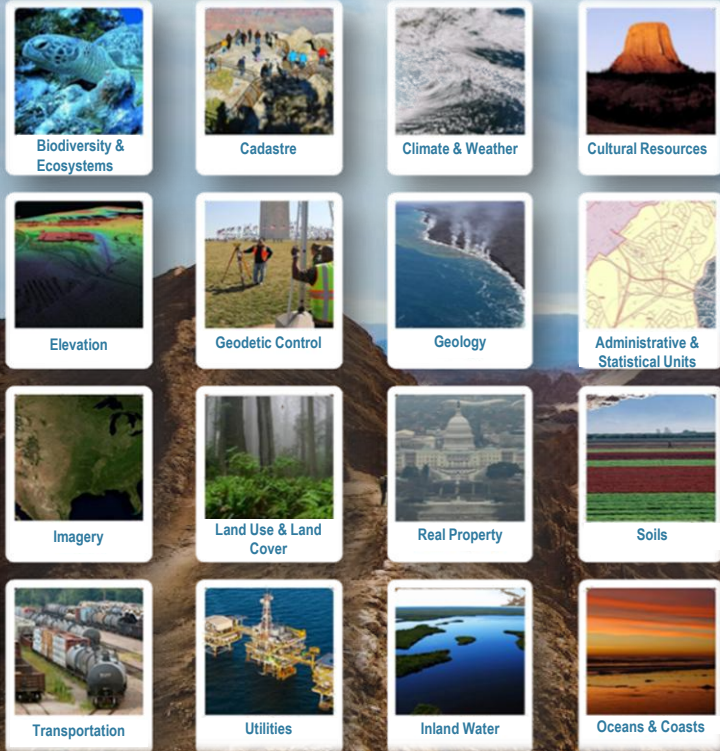 Biodiversity &
Ecosystems
Cadastre
Climate & Weather
Cultural Resources
Elevation
Geodetic Control
Geology
Administrative &
Statistical Units
Imagery
Land Use & Land
Cover
Real Property
Soils
Transportation
Utilities
Inland Water
Oceans & Coasts